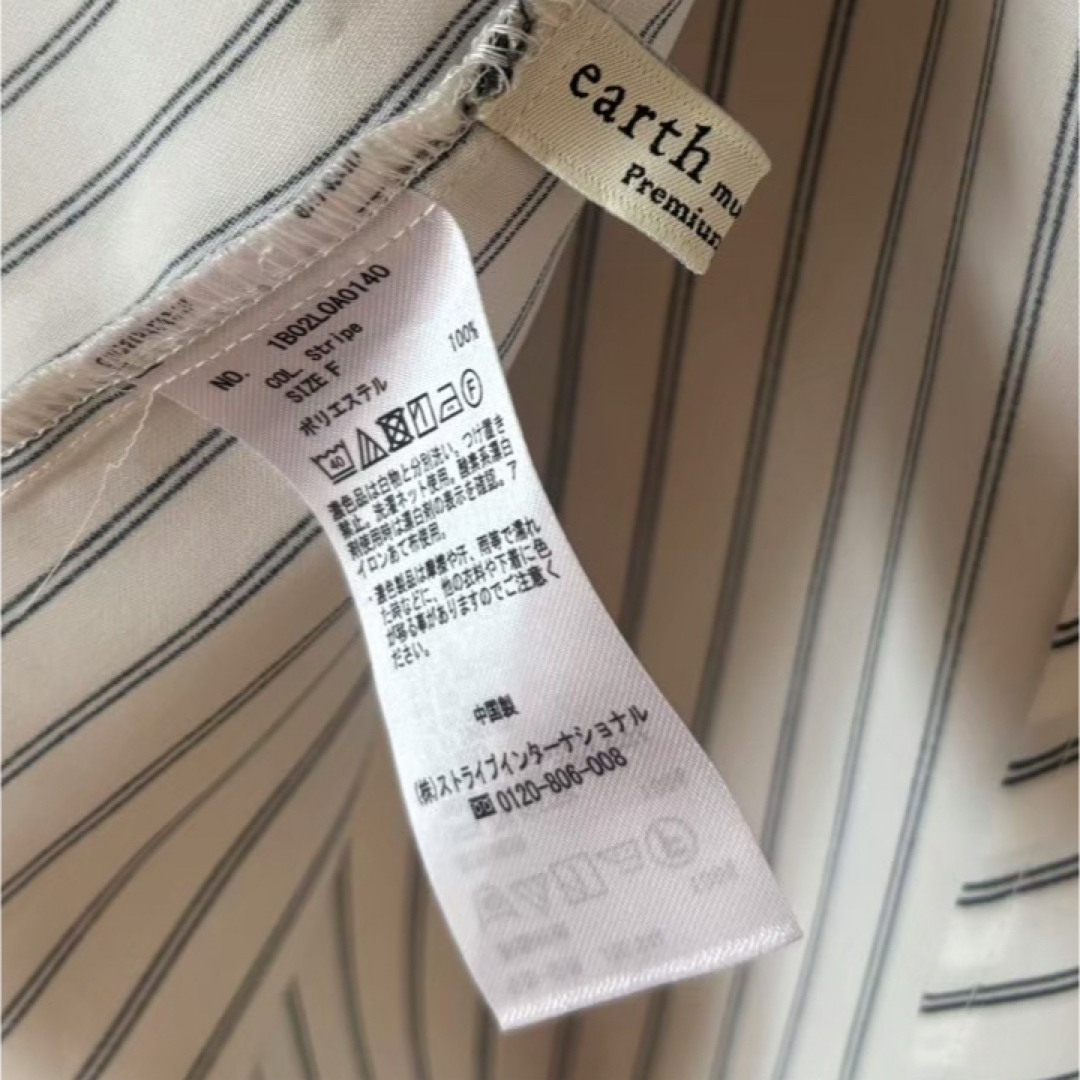 earth mu
Premium
NO. 1B02L0A0140
COL. Stripe
SIZE F
ポリエステル 100%
40 F
濃色品は白物と分別洗い。つけ置き
禁止。洗濯ネット使用。酸素系漂白
剤使用時は漂白剤の表示を確認。ア
イロンあて布使用。
・濃色製品は摩擦や汗、雨等で濡れ
た時などに、他の衣料や下着に色
が移る事がありますのでご注意く
ださい。
中国製
(株)ストライプインターナショナル
0120-806-008